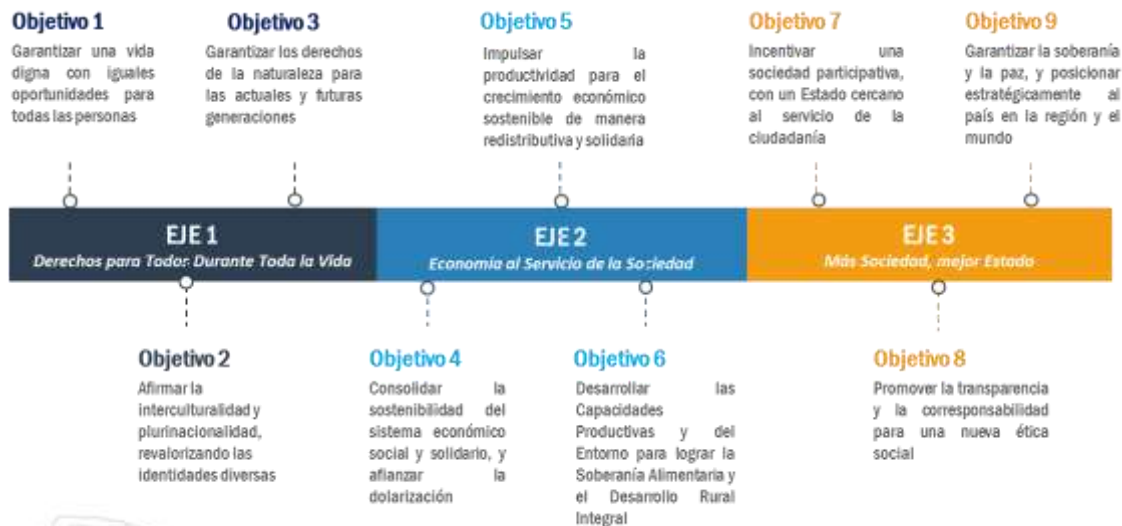 Objetivo 1
Garantizar una vida
digna con iguales
oportunidades para
todas las personas
Objetivo 3
Garantizar los derechos
de la naturaleza para
las actuales y futuras
generaciones
Objetivo 5
Impulsar la
productividad para el
crecimiento económico
sostenible de manera
redistributiva y solidaria
Objetivo 7
Incentivar una
sociedad participativa,
con un Estado cercano
al servicio de la
ciudadanía
Objetivo 9
Garantizar la soberanía
y la paz, y posicionar
estratégicamente al
país en la región y el
mundo
EJE 1
Derechos para Todos Durante Toda la Vida
EJE 2
Economía al Servicio de la Sociedad
EJE 3
Más Sociedad, mejor Estado
Objetivo 2
Afirmar la
interculturalidad y
plurinacionalidad,
revalorizando las
identidades diversas
Objetivo 4
Consolidar la
sostenibilidad del
sistema económico
social y solidario, y
afianzar la
dolarización
Objetivo 6
Desarrollar las
Capacidades
Productivas y del
Entorno para lograr la
Soberanía Alimentaria y
el Desarrollo Rural
Integral
Objetivo 8
Promover la transparencia
y la corresponsabilidad
para una nueva ética
social